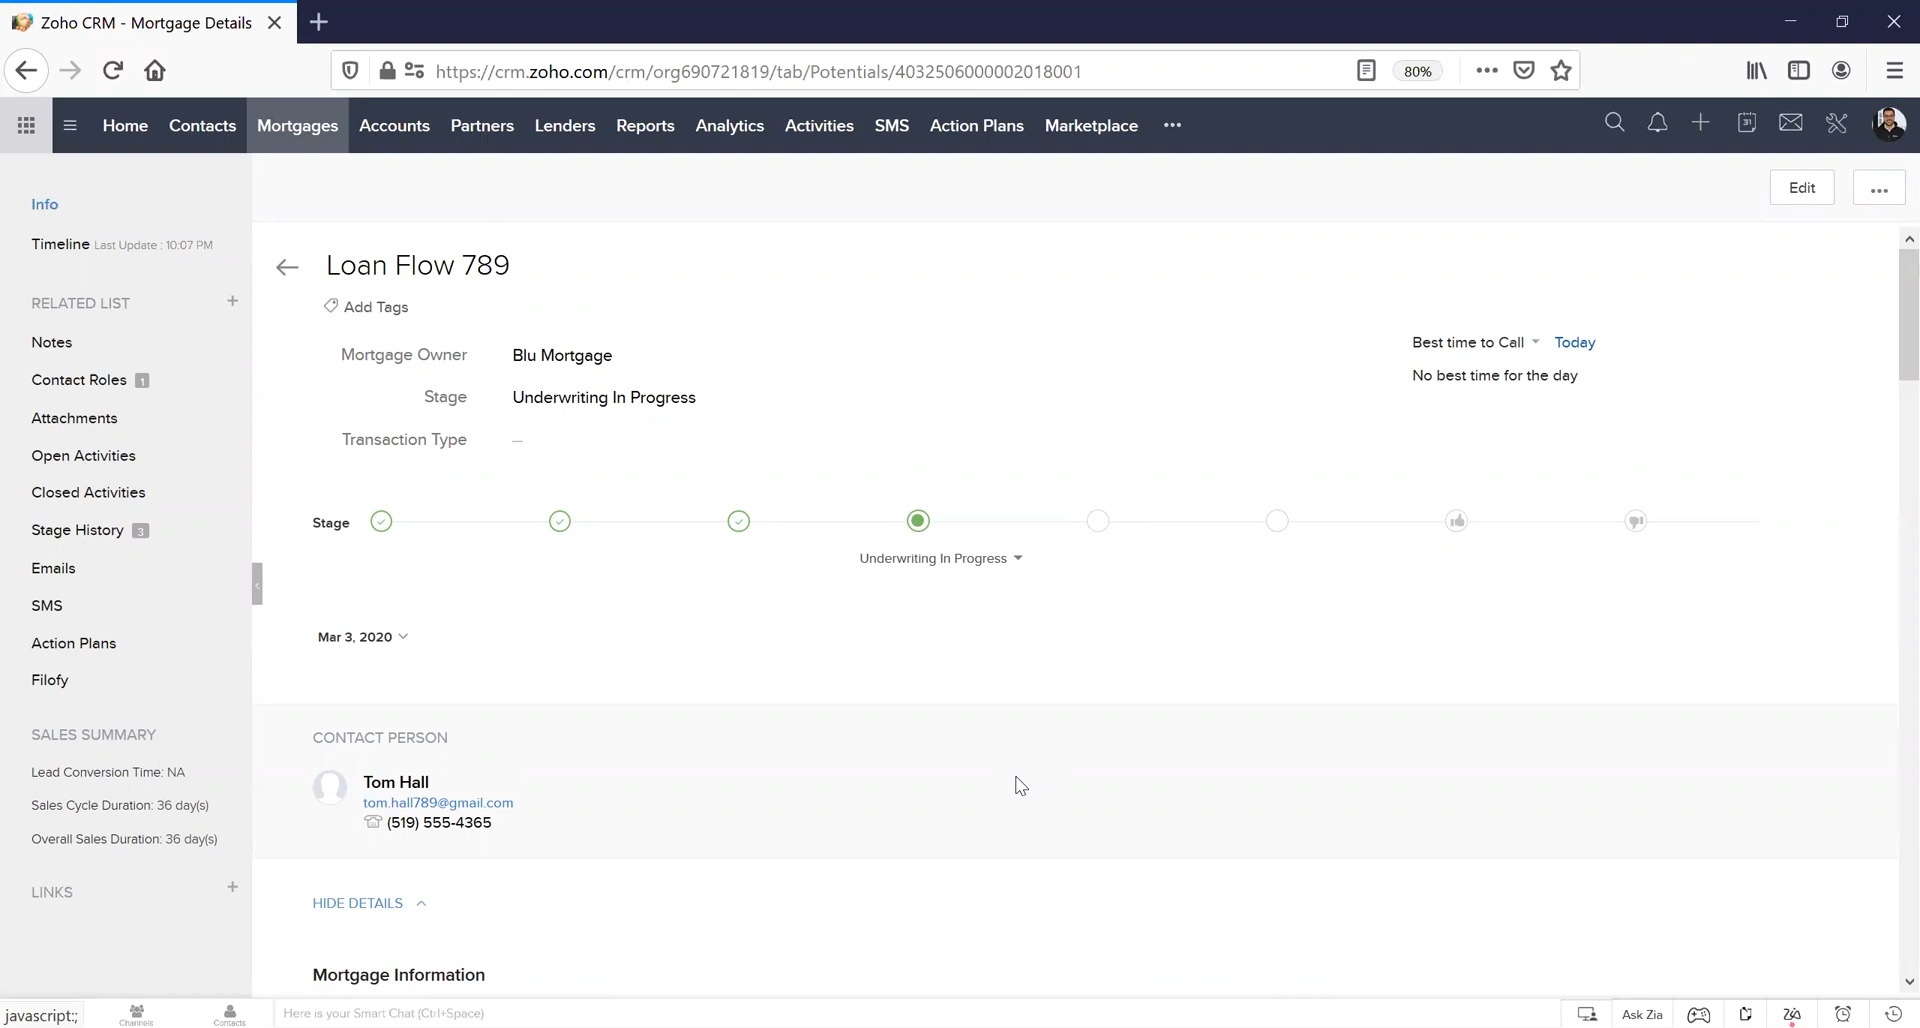 Zoho CRM - Mortgage Details
https://crm.zoho.com/crm/org690721819/tab/Potentials/4032506000002018001
80%
Home Contacts Mortgages Accounts Partners Lenders Reports Analytics Activities SMS Action Plans Marketplace
31
Edit
Info
Timeline Last Update : 10:07 PM
RELATED LIST
Notes
Contact Roles 1
Attachments
Open Activities
Closed Activities
Stage History 3
Emails
SMS
Action Plans
Filofy
SALES SUMMARY
Lead Conversion Time: NA
Sales Cycle Duration: 36 day(s)
Overall Sales Duration: 36 day(s)
LINKS
Loan Flow 789
Add Tags
Mortgage Owner Blu Mortgage
Stage Underwriting In Progress
Transaction Type —
Best time to Call Today
No best time for the day
Stage
Underwriting In Progress
Mar 3, 2020
CONTACT PERSON
Tom Hall
tom.hall789@gmail.com
(519) 555-4365
HIDE DETAILS
Mortgage Information
javascript:;
Channels
Contacts
Here is your Smart Chat (Ctrl+Space)
Ask Zia